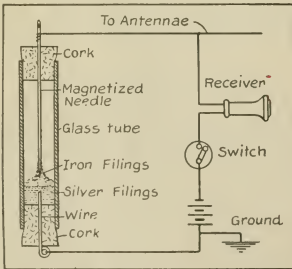 To Antennae
Cork
Magnetized
Needle
Receiver
Glass tube
Iron Filings
Switch
Silver Filings
Wire
Ground
Cork